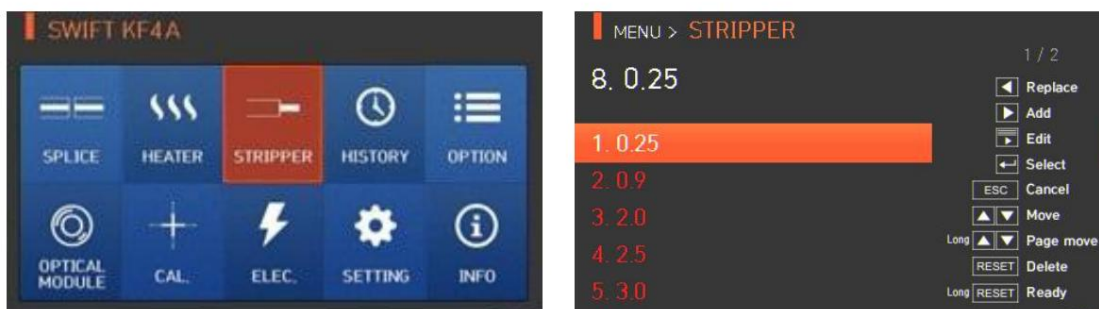 SWIFT KF4A
SPLICE
HEATER
STRIPPER
HISTORY
OPTION
OPTICAL
MODULE
CAL.
ELEC.
SETTING
INFO
MENU > STRIPPER
1 / 2
8. 0.25
1. 0.25
2. 0.9
3. 2.0
4. 2.5
5. 3.0
Replace
Add
Edit
Select
ESC Cancel
Move
Long Page move
RESET Delete
Long RESET Ready